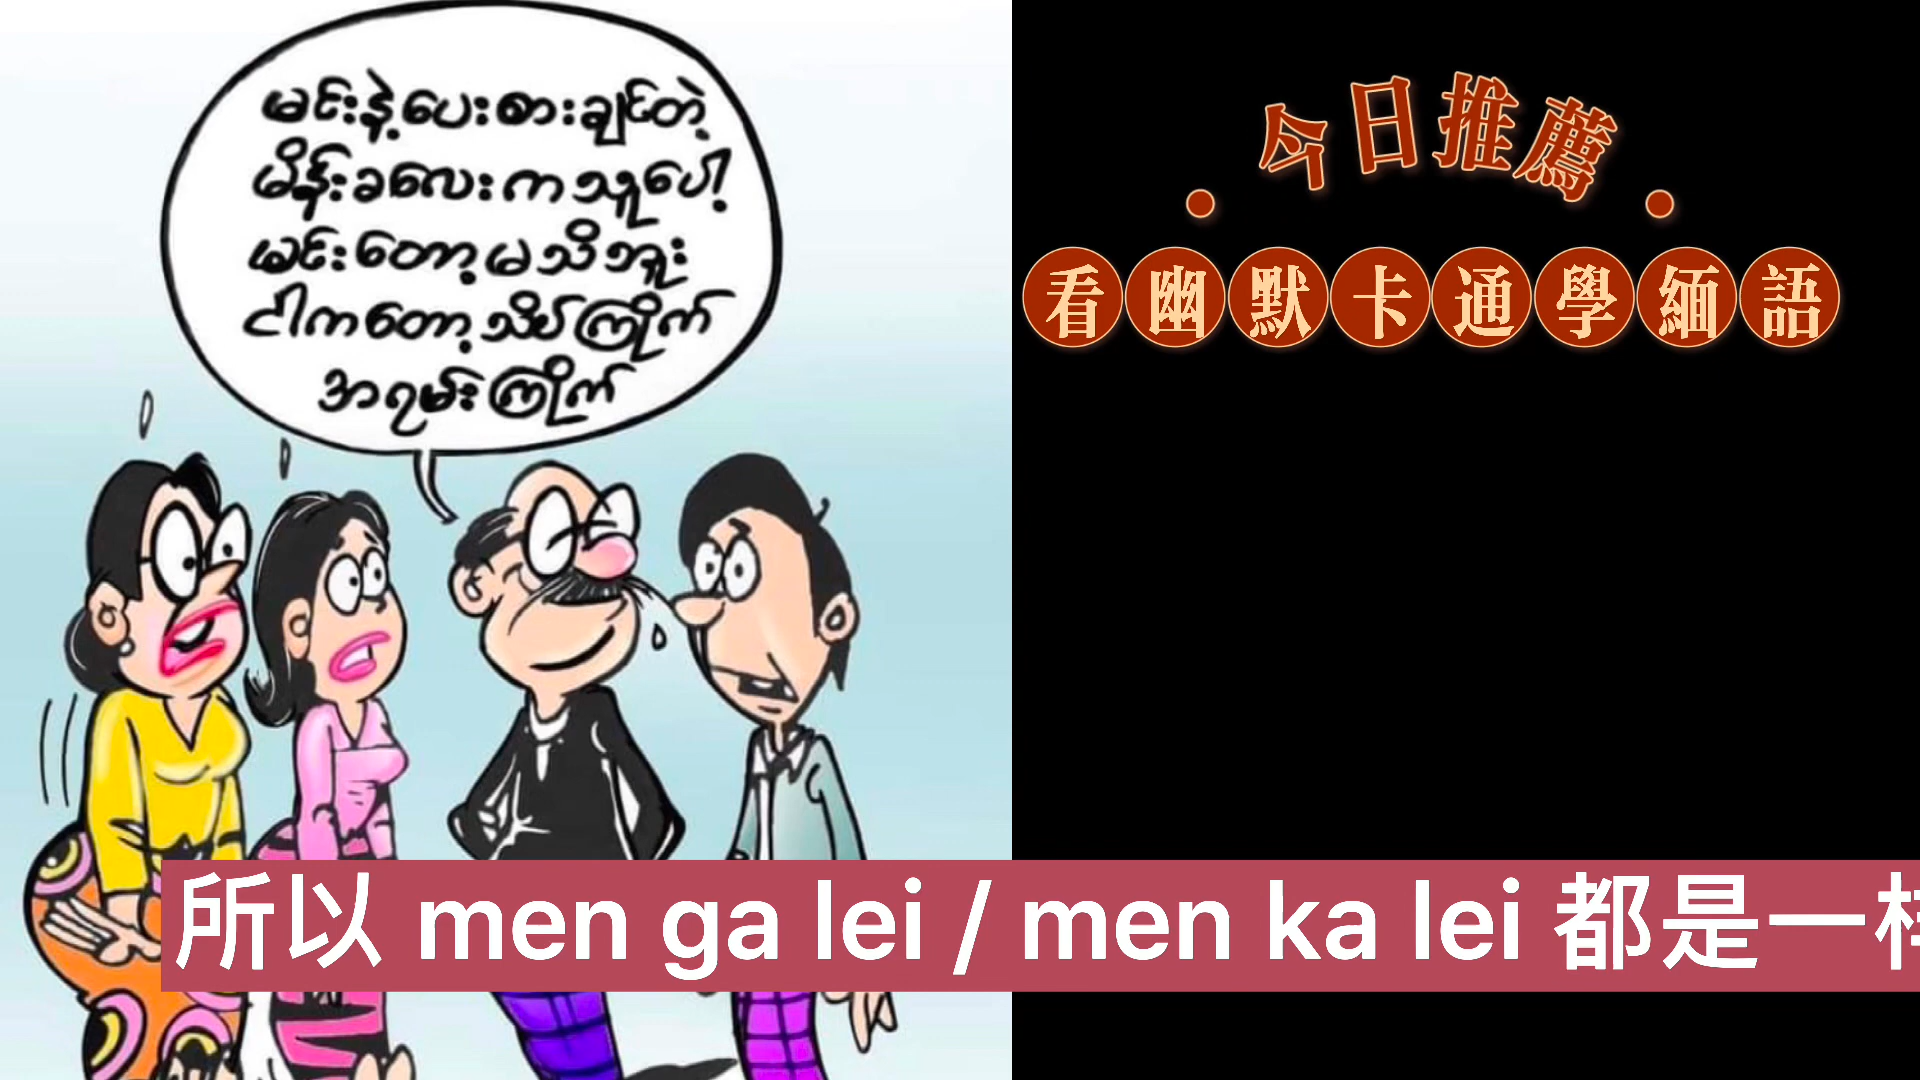 မင်းနဲ့ပေးစားချင်တဲ့
မိန်းခလေးကသူပေါ့
မင်းတော့မသိဘူး
ငါကတော့သိပ်ကြိုက်
အရမ်းကြိုက်
今日推薦
看幽默卡通學緬語
所以 men ga lei / men ka lei 都是一